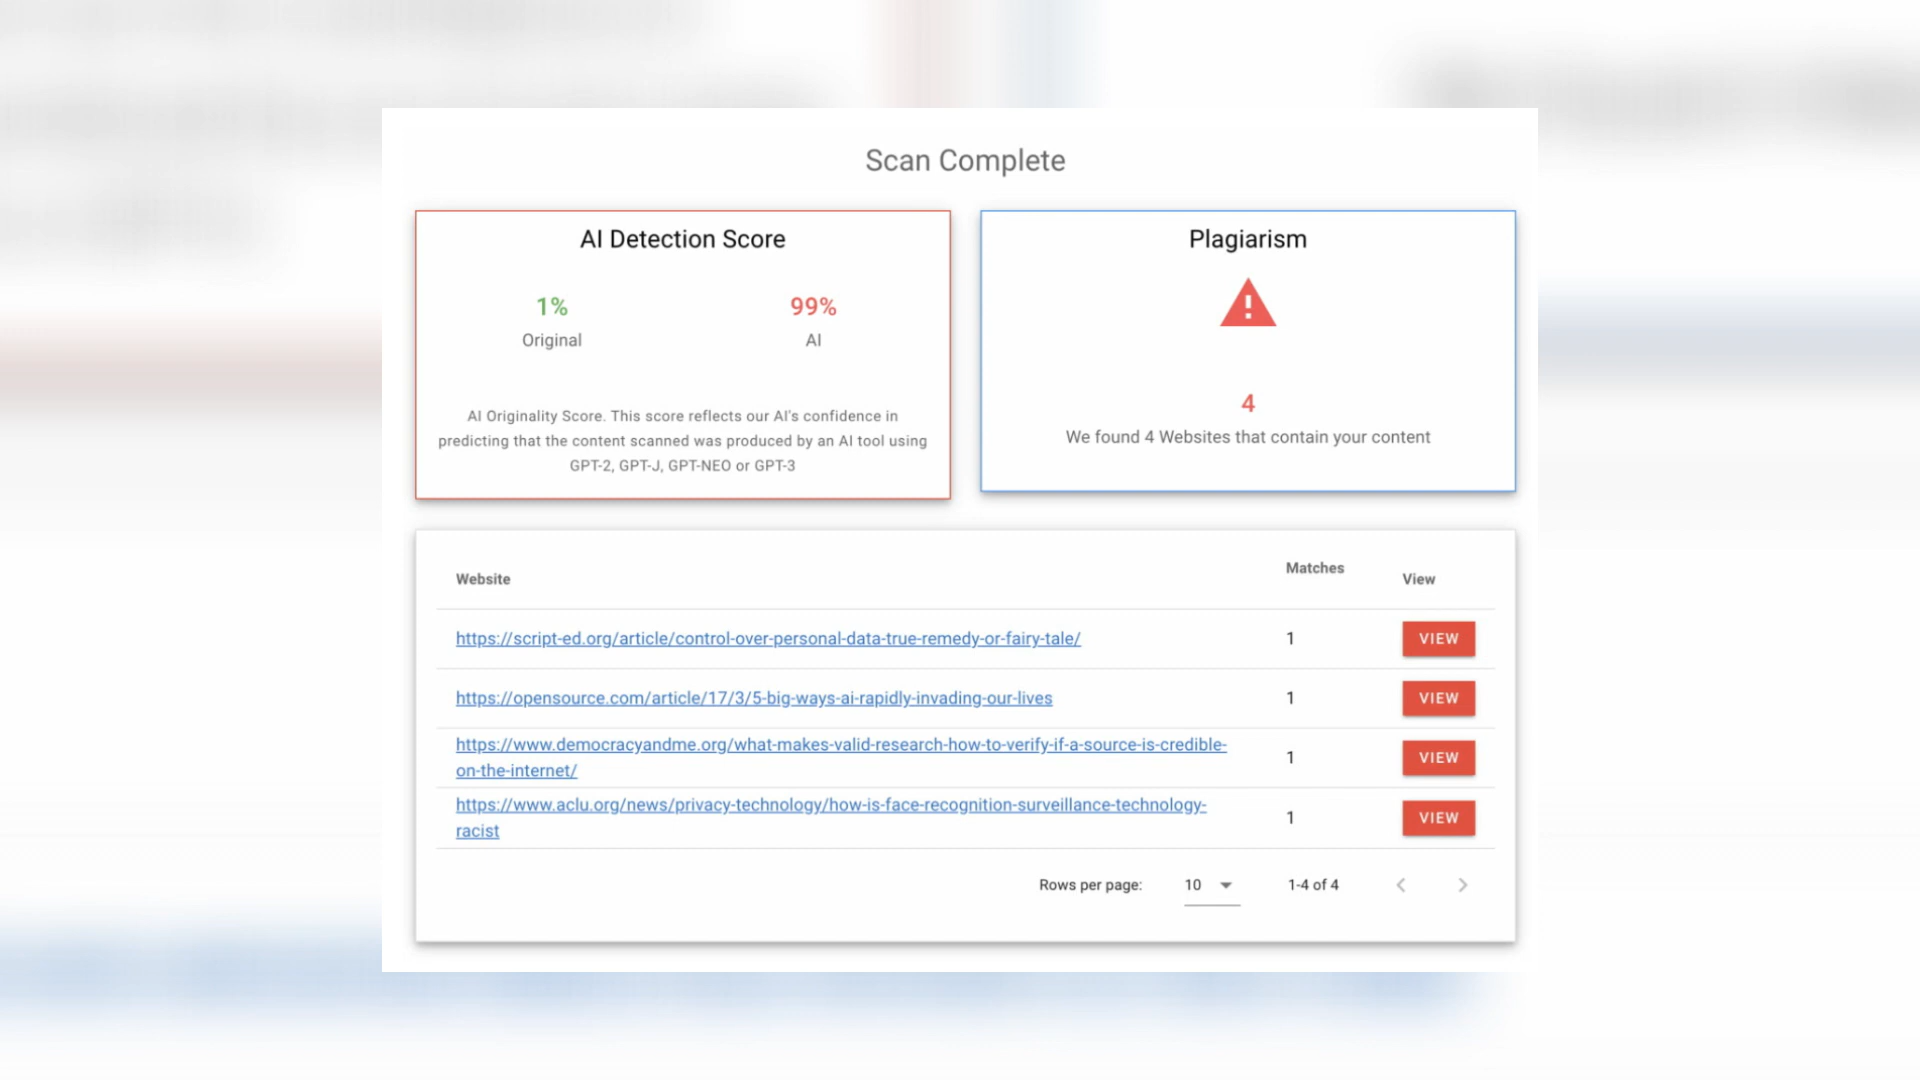 Scan Complete
AI Detection Score
1%
99%
Original
AI
AI Originality Score. This score reflects our AI's confidence in
predicting that the content scanned was produced by an AI tool using
GPT-2, GPT-J, GPT-NEO or GPT-3
Plagiarism
4
We found 4 Websites that contain your content
Website
Matches
View
https://script-ed.org/article/control-over-personal-data-true-remedy-or-fairy-tale/
1
VIEW
https://opensource.com/article/17/3/5-big-ways-ai-rapidly-invading-our-lives
1
VIEW
https://www.democracyandme.org/what-makes-valid-research-how-to-verify-if-a-source-is-credible-
on-the-internet/
1
VIEW
https://www.aclu.org/news/privacy-technology/how-is-face-recognition-surveillance-technology-
racist
1
VIEW
Rows per page:
10
1-4 of 4